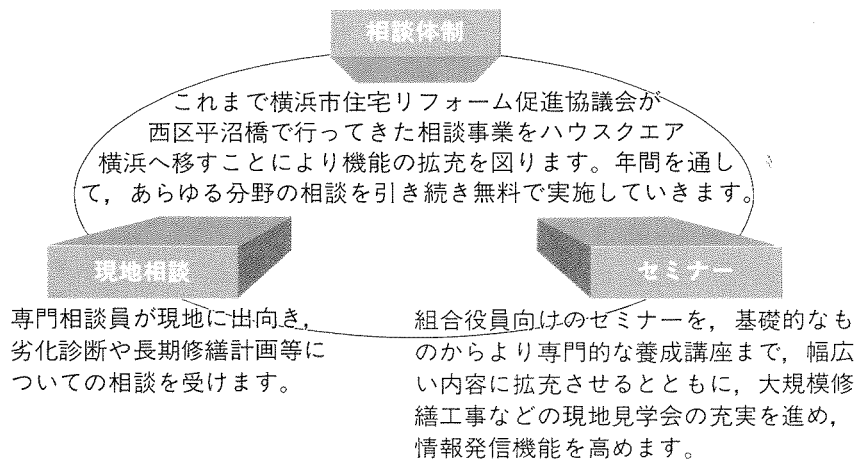 相談体制
これまで横浜市住宅リフォーム促進協議会が
西区平沼橋で行ってきた相談事業をハウスクエア
横浜へ移すことにより機能の拡充を図ります。年間を通し
て，あらゆる分野の相談を引き続き無料で実施していきます。
現地相談
専門相談員が現地に出向き，
劣化診断や長期修繕計画等に
ついての相談を受けます。
セミナー
組合役員向けのセミナーを，基礎的なも
のからより専門的な養成講座まで，幅広
い内容に拡充させるとともに，大規模修
繕工事などの現地見学会の充実を進め，
情報発信機能を高めます。